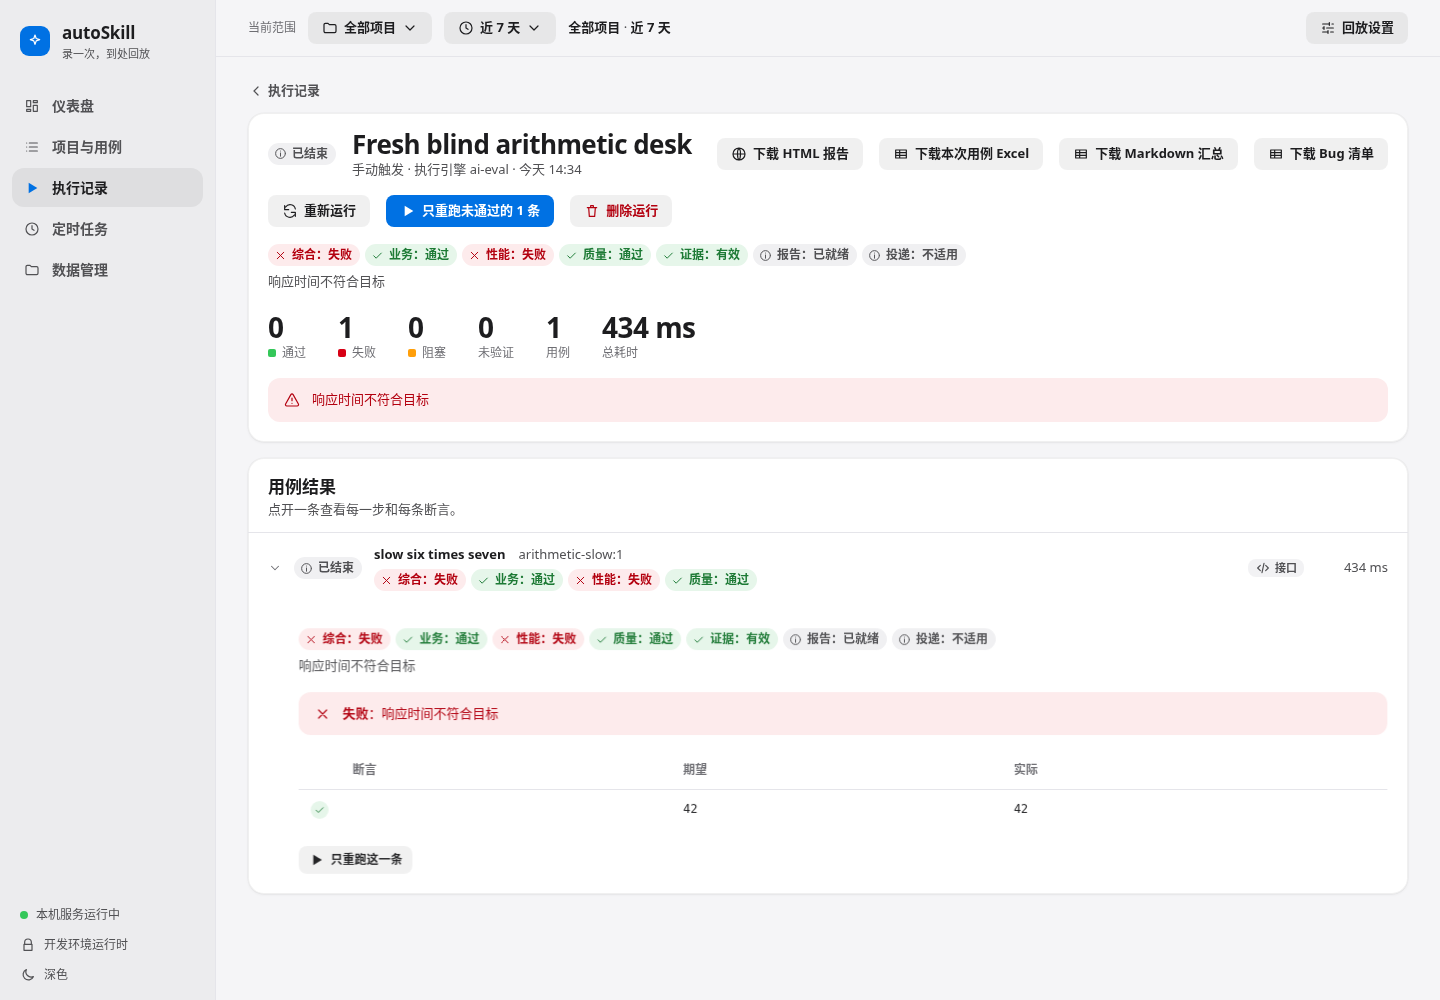 autoSkill
录一次，到处回放
仪表盘
项目与用例
执行记录
定时任务
数据管理
本机服务运行中
开发环境运行时
深色
当前范围 全部项目 近 7 天 全部项目 · 近 7 天 回放设置
执行记录
已结束 Fresh blind arithmetic desk 下载 HTML 报告 下载本次用例 Excel 下载 Markdown 汇总 下载 Bug 清单
手动触发 · 执行引擎 ai-eval · 今天 14:34
重新运行 只重跑未通过的 1 条 删除运行
综合：失败 业务：通过 性能：失败 质量：通过 证据：有效 报告：已就绪 投递：不适用
响应时间不符合目标
0 1 0 0 1 434 ms
通过 失败 阻塞 未验证 用例 总耗时
响应时间不符合目标
用例结果
点开一条查看每一步和每条断言。
已结束 slow six times seven arithmetic-slow:1 接口 434 ms
综合：失败 业务：通过 性能：失败 质量：通过
综合：失败 业务：通过 性能：失败 质量：通过 证据：有效 报告：已就绪 投递：不适用
响应时间不符合目标
失败：响应时间不符合目标
断言 期望 实际
42 42
只重跑这一条